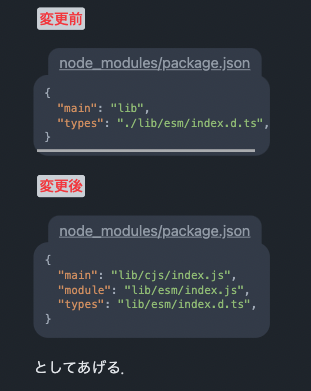 変更前
node_modules/package.json
{
  "main": "lib",
  "types": "./lib/esm/index.d.ts",
}
変更後
node_modules/package.json
{
  "main": "lib/cjs/index.js",
  "module": "lib/esm/index.js",
  "types": "lib/esm/index.d.ts",
}
としてあげる．